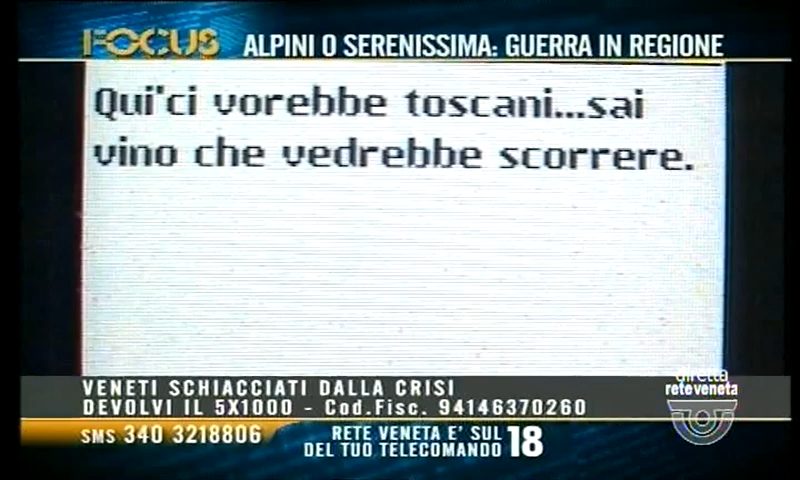 FOCUS ALPINI O SERENISSIMA: GUERRA IN REGIONE
Qui'ci vorebbe toscani...sai
vino che vedrebbe scorrere.
diretta
reteveneta
VENETI SCHIACCIATI DALLA CRISI
DEVOLVI IL 5X1000 - Cod.Fisc. 94146370260
SMS 340 3218806
RETE VENETA E' SUL
DEL TUO TELECOMANDO 18